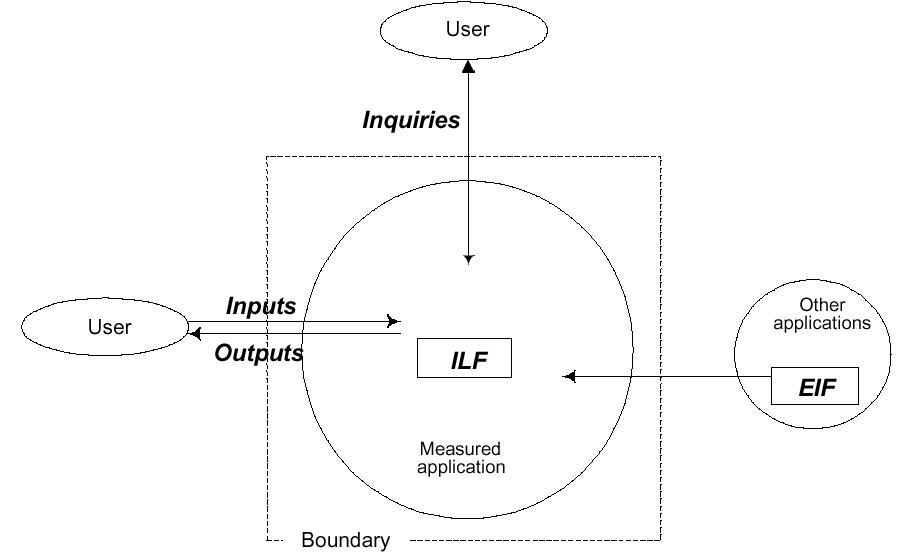 User
Inquiries
Inputs
User
Outputs
Other
applications
ILF
EIF
Measured
application
Boundary